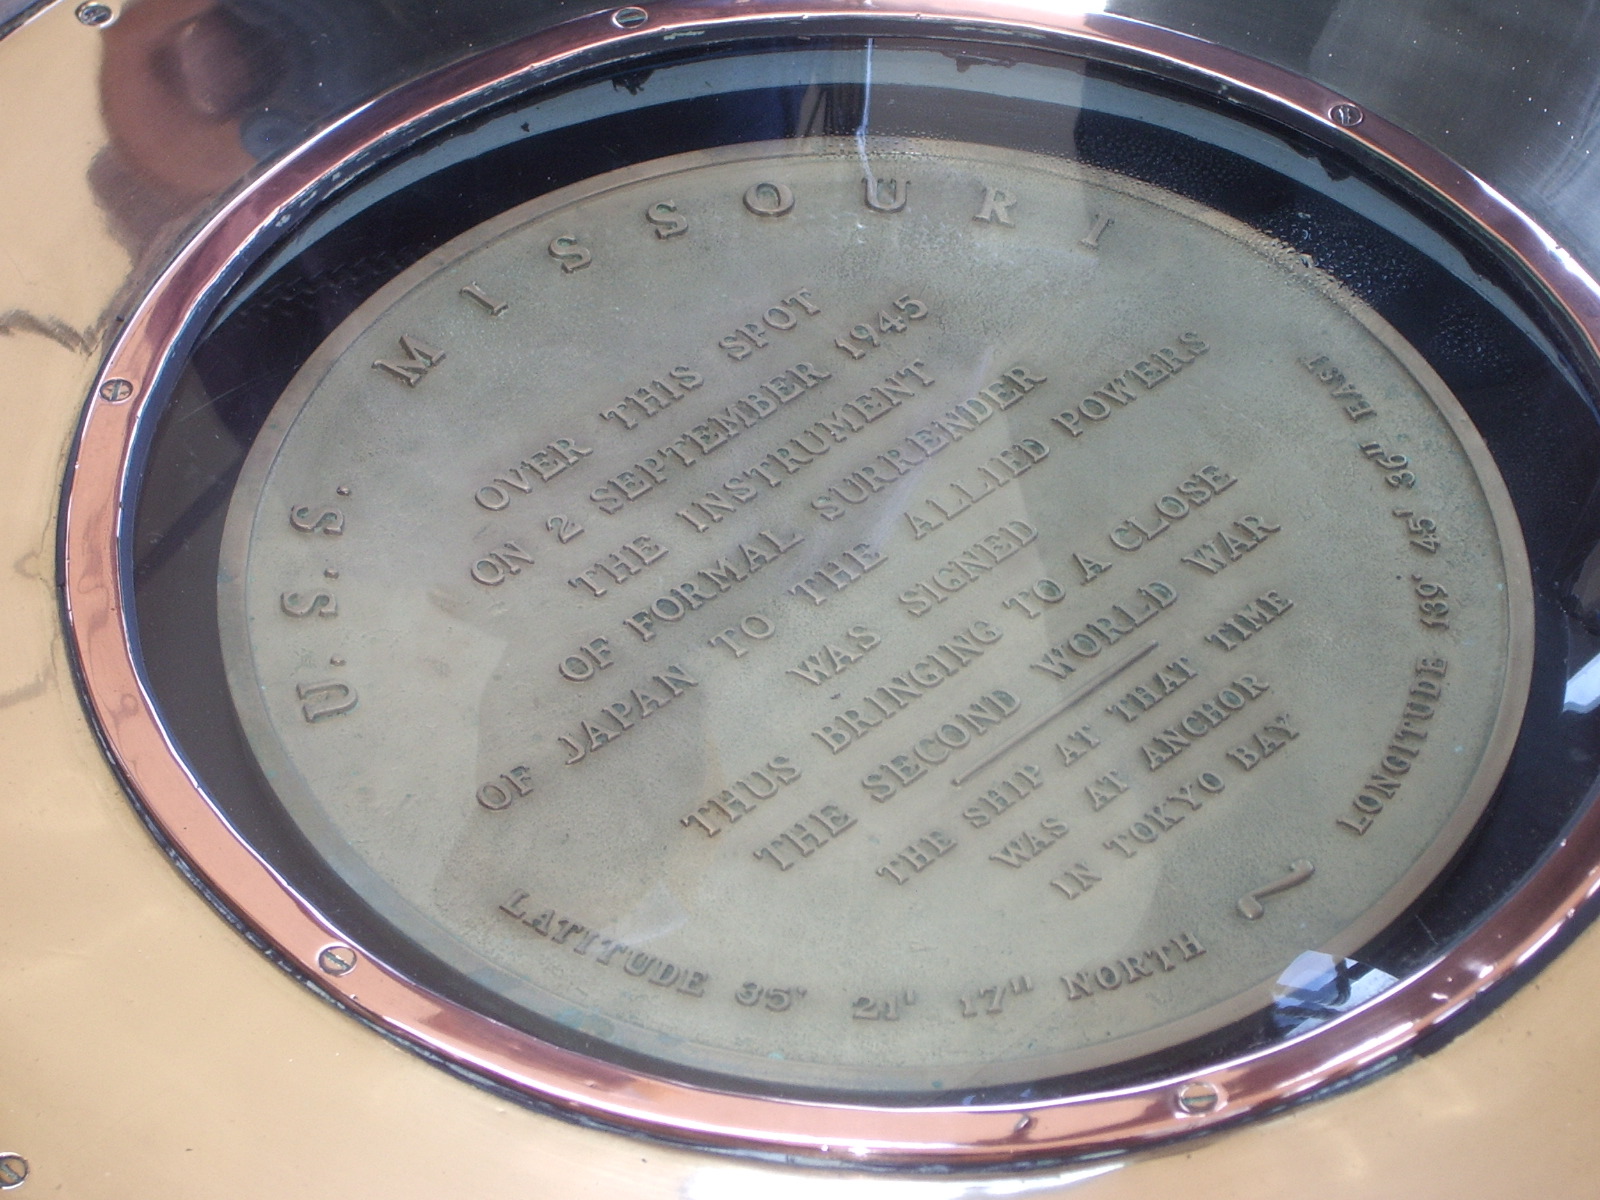 U.S.S. MISSOURI
OVER THIS SPOT
ON 2 SEPTEMBER 1945
THE INSTRUMENT
OF FORMAL SURRENDER
OF JAPAN TO THE ALLIED POWERS
WAS SIGNED
THUS BRINGING TO A CLOSE
THE SECOND WORLD WAR
THE SHIP AT THAT TIME
WAS AT ANCHOR
IN TOKYO BAY
LATITUDE 35° 21' 17" NORTH
LONGITUDE 139° 45' 36" EAST